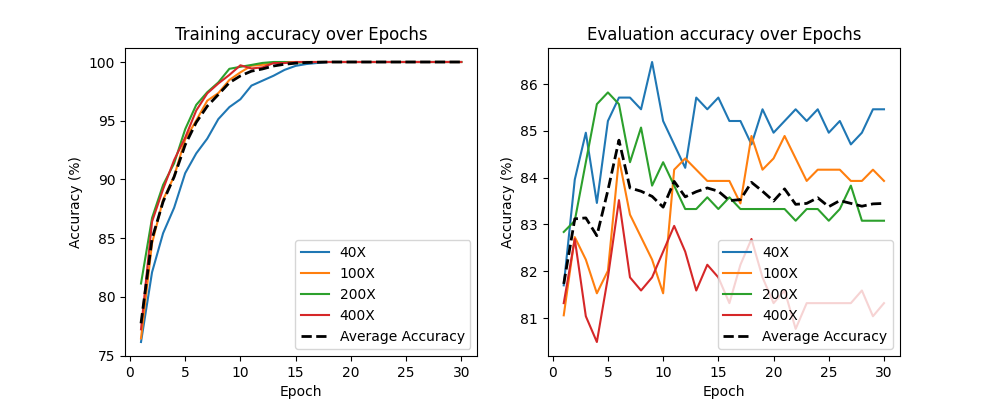 Training accuracy over Epochs
Accuracy (%)
100
95
90
85
80
75
0
5
10
15
20
25
30
Epoch
40X
100X
200X
400X
Average Accuracy
Evaluation accuracy over Epochs
Accuracy (%)
86
85
84
83
82
81
0
5
10
15
20
25
30
Epoch
40X
100X
200X
400X
Average Accuracy